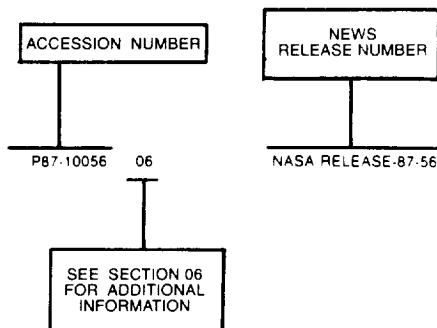 ACCESSION NUMBER
NEWS
RELEASE NUMBER
P87-10056 06
NASA RELEASE-87-56
SEE SECTION 06
FOR ADDITIONAL
INFORMATION